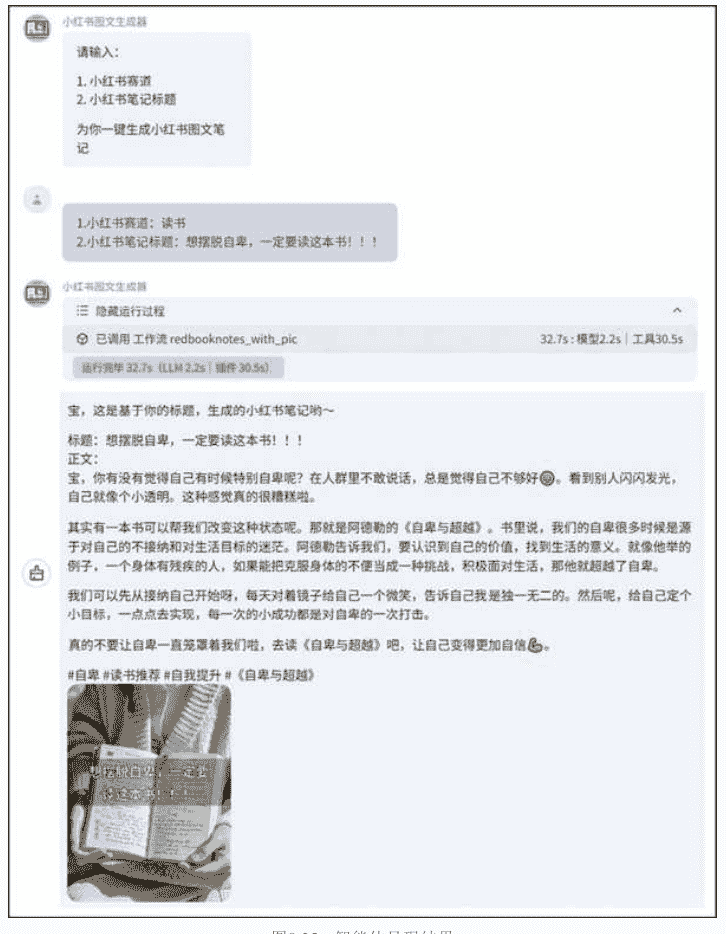 小红书图文生成器
请输入：
1. 小红书赛道
2. 小红书笔记标题
为你一键生成小红书图文笔
记
1.小红书赛道：读书
2.小红书笔记标题：想摆脱自卑，一定要读这本书！！！
小红书图文生成器
隐藏运行过程
已调用 工作流 redbooknotes_with_pic 32.7s : 模型2.2s | 工具30.5s
运行完毕 32.7s（LLM 2.2s | 插件 30.5s）
宝，这是基于你的标题，生成的小红书笔记哟～
标题：想摆脱自卑，一定要读这本书！！！
正文：
宝，你有没有觉得自己有时候特别自卑呢？在人群里不敢说话，总是觉得自己不够好。看到别人闪闪发光，
自己就像个小透明。这种感觉真的很糟糕啦。
其实有一本书可以帮我们改变这种状态呢。那就是阿德勒的《自卑与超越》。书里说，我们的自卑很多时候是源
于对自己的不接纳和对生活目标的迷茫。阿德勒告诉我们，要认识到自己的价值，找到生活的意义。就像他举的
例子，一个身体有残疾的人，如果能把克服身体的不便当成一种挑战，积极面对生活，那他就超越了自卑。
我们可以先从接纳自己开始呀，每天对着镜子给自己一个微笑，告诉自己我是独一无二的。然后呢，给自己定个
小目标，一点点去实现，每一次的小成功都是对自卑的一次打击。
真的不要让自卑一直笼罩着我们啦，去读《自卑与超越》吧，让自己变得更加自信💪。
#自卑 #读书推荐 #自我提升 #《自卑与超越》
想摆脱自卑，一定要
读这本书！！！